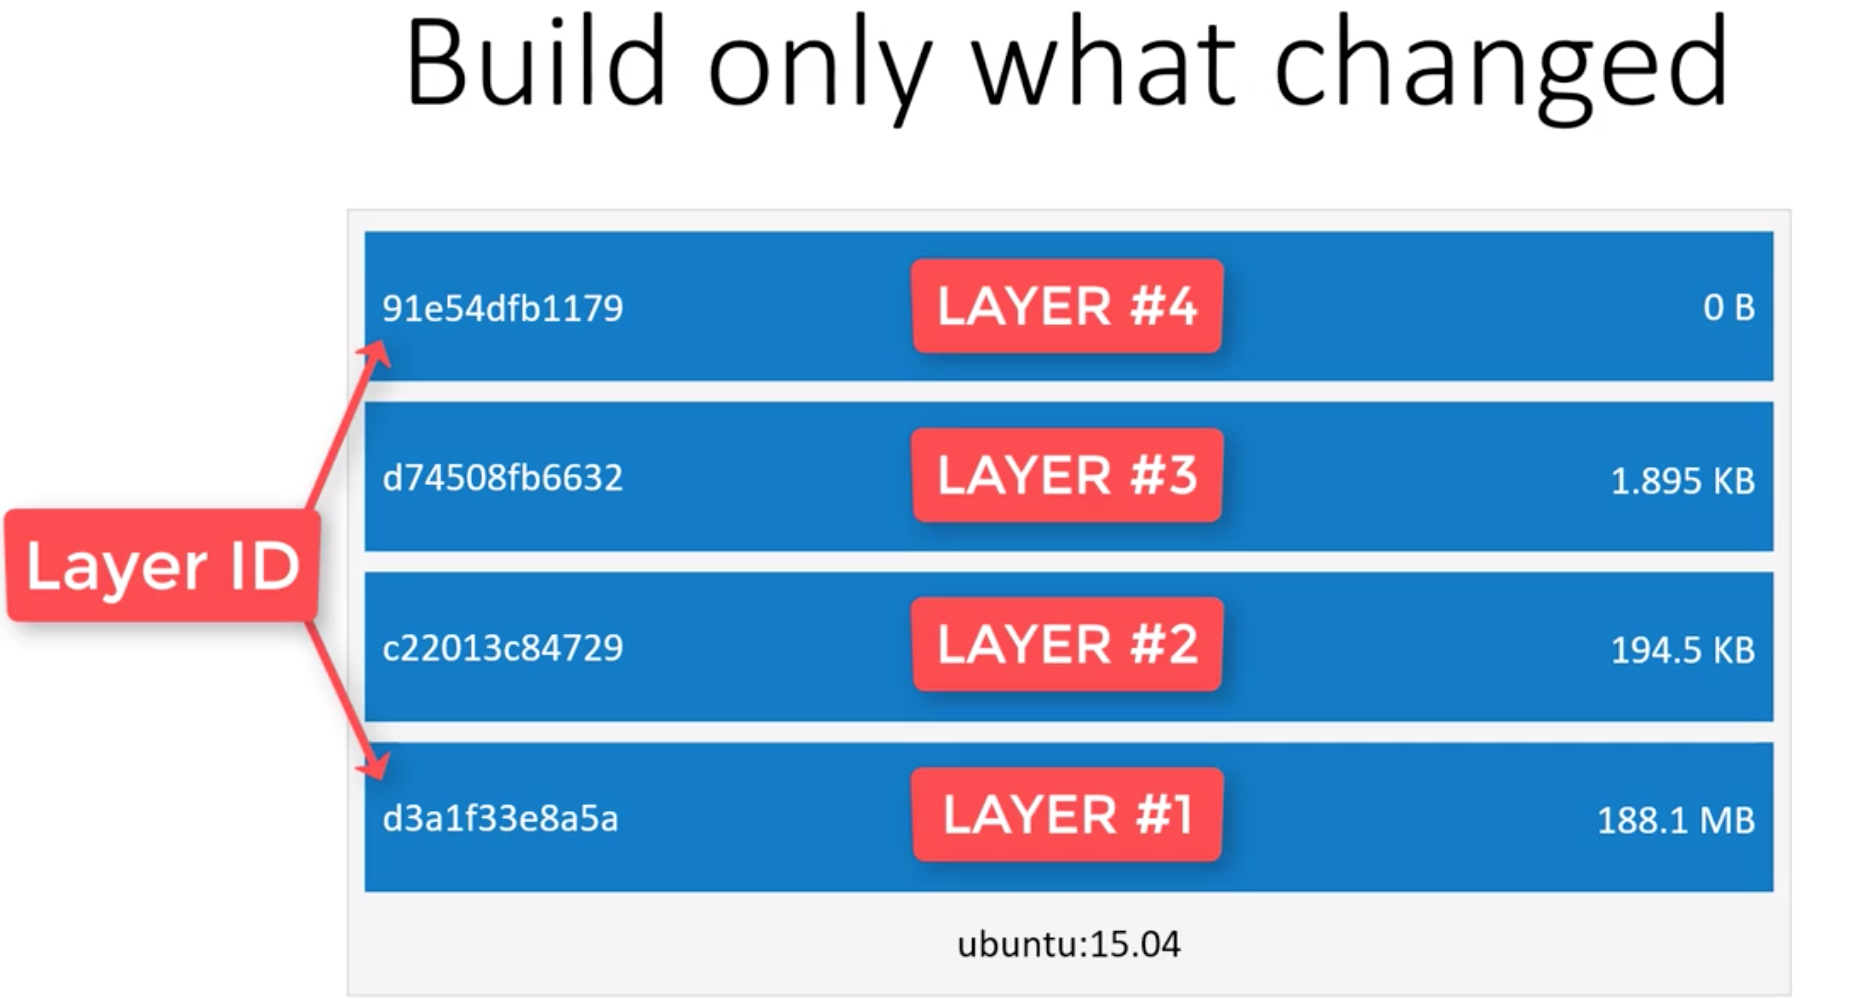 Build only what changed
91e54dfb1179 LAYER #4 0 B
d74508fb6632 LAYER #3 1.895 KB
Layer ID
c22013c84729 LAYER #2 194.5 KB
d3a1f33e8a5a LAYER #1 188.1 MB
ubuntu:15.04